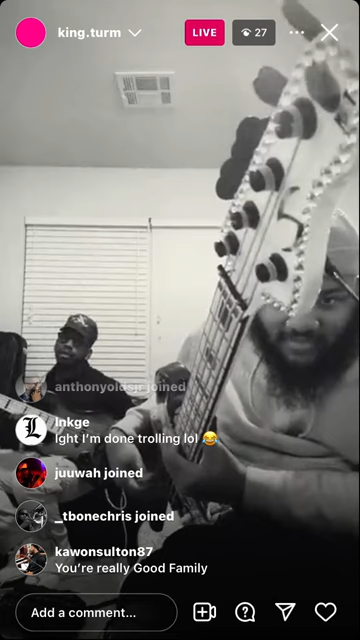 king.turm
LIVE
27
anthonyoldsjr joined
lnkge
Ight I’m done trolling lol 😂
juuwah joined
_tbonechris joined
kawonsulton87
You’re really Good Family
Add a comment...